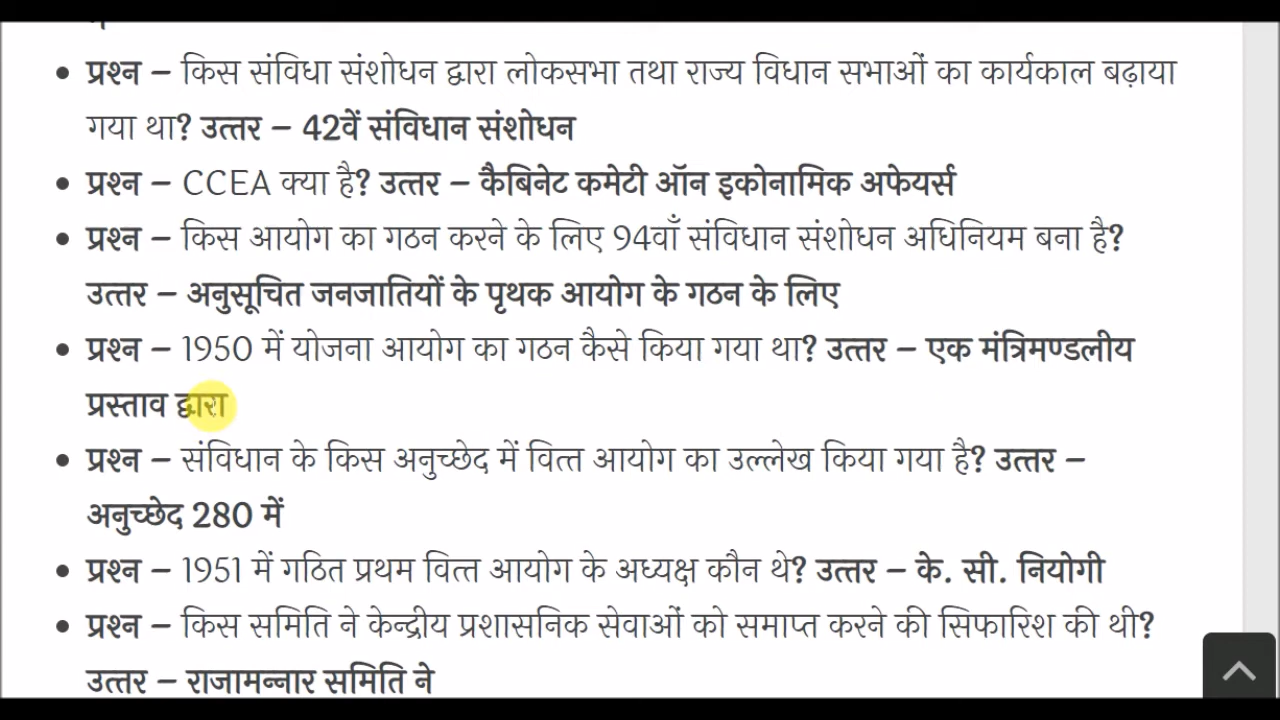 प्रश्न – किस संविधा संशोधन द्वारा लोकसभा तथा राज्य विधान सभाओं का कार्यकाल बढ़ाया
गया था? उत्तर – 42वें संविधान संशोधन
प्रश्न – CCEA क्या है? उत्तर – कैबिनेट कमेटी ऑन इकोनामिक अफेयर्स
प्रश्न – किस आयोग का गठन करने के लिए 94वाँ संविधान संशोधन अधिनियम बना है?
उत्तर – अनुसूचित जनजातियों के पृथक आयोग के गठन के लिए
प्रश्न – 1950 में योजना आयोग का गठन कैसे किया गया था? उत्तर – एक मंत्रिमण्डलीय
प्रस्ताव द्वारा
प्रश्न – संविधान के किस अनुच्छेद में वित्त आयोग का उल्लेख किया गया है? उत्तर –
अनुच्छेद 280 में
प्रश्न – 1951 में गठित प्रथम वित्त आयोग के अध्यक्ष कौन थे? उत्तर – के. सी. नियोगी
प्रश्न – किस समिति ने केन्द्रीय प्रशासनिक सेवाओं को समाप्त करने की सिफारिश की थी?
उत्तर – राजामन्नार समिति ने